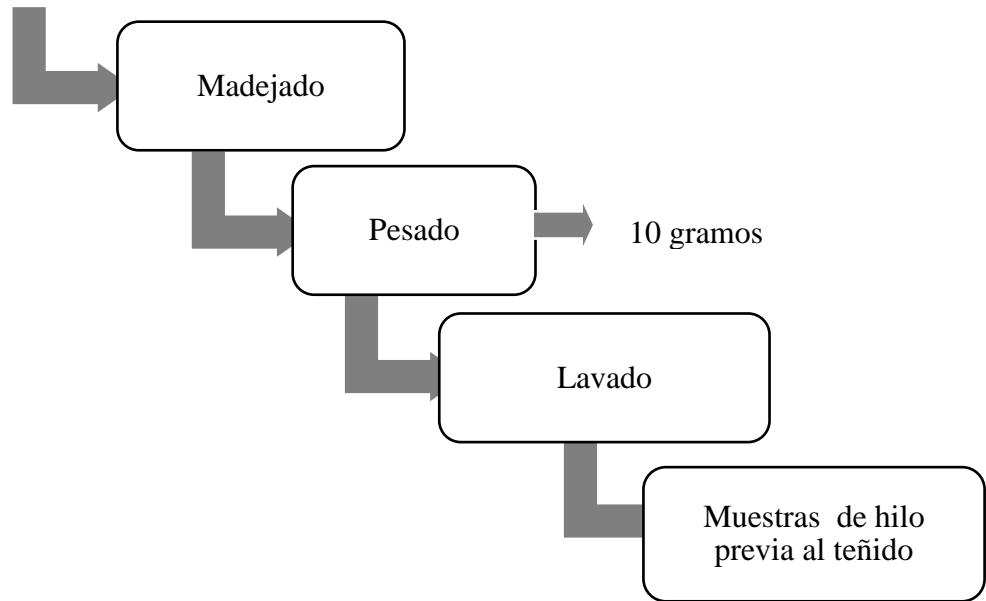 Madejado
Pesado
10 gramos
Lavado
Muestras de hilo
previa al teñido